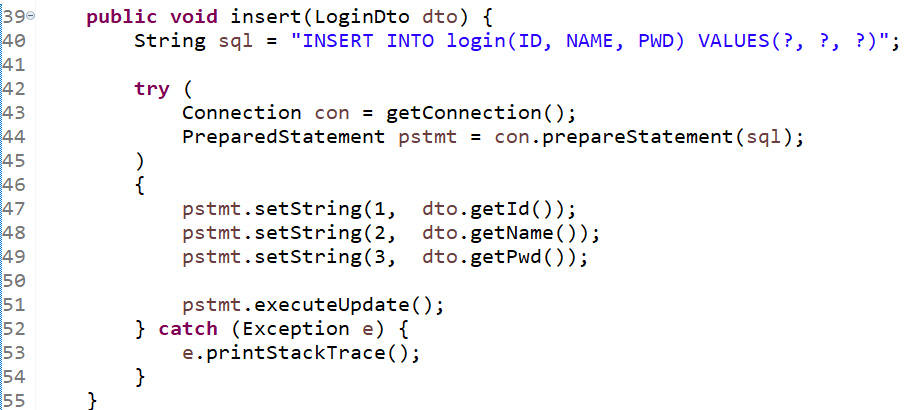 39 public void insert(LoginDto dto) {
40 String sql = "INSERT INTO login(ID, NAME, PWD) VALUES(?, ?, ?)";
41
42 try (
43 Connection con = getConnection();
44 PreparedStatement pstmt = con.prepareStatement(sql);
45 )
46 {
47 pstmt.setString(1,  dto.getId());
48 pstmt.setString(2,  dto.getName());
49 pstmt.setString(3,  dto.getPwd());
50
51 pstmt.executeUpdate();
52 } catch (Exception e) {
53 e.printStackTrace();
54 }
55 }